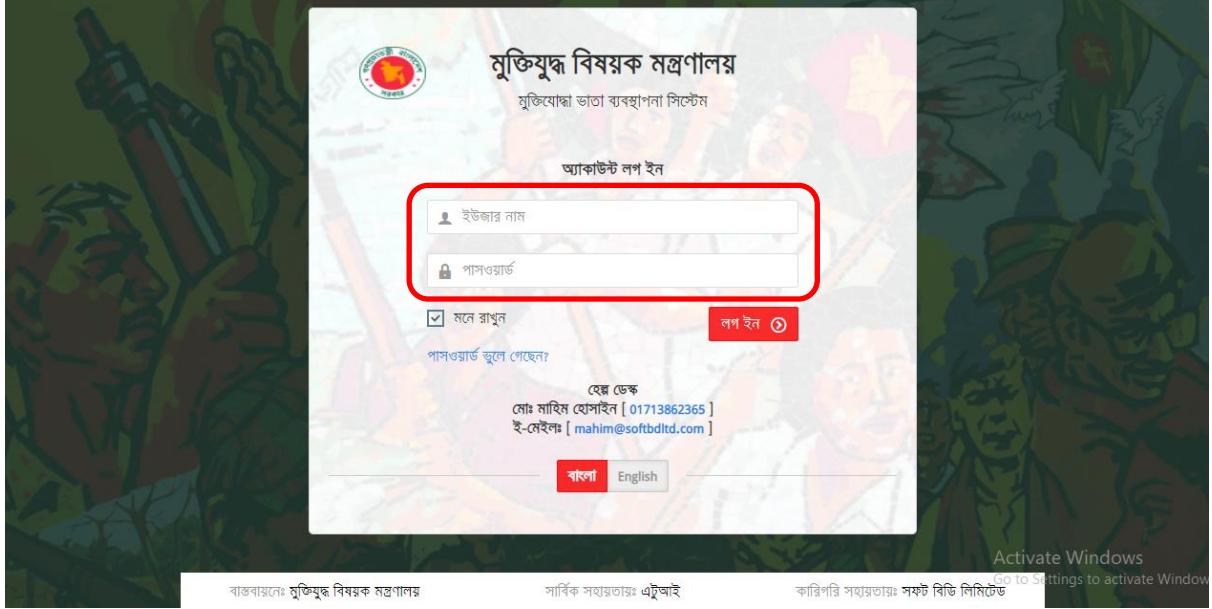 মুক্তিযুদ্ধ বিষয়ক মন্ত্রণালয়
মুক্তিযোদ্ধা ভাতা ব্যবস্থাপনা সিস্টেম
অ্যাকাউন্ট লগ ইন
ইউজার নাম
পাসওয়ার্ড
মনে রাখুন
লগ ইন
পাসওয়ার্ড ভুলে গেছেন?
হেল্প ডেস্ক
মোঃ মাহিম হোসাইন [ 01713862365 ]
ই-মেইলঃ [ mahim@softbdltd.com ]
বাংলা English
Activate Windows
Go to Settings to activate Window
বাস্তবায়নেঃ মুক্তিযুদ্ধ বিষয়ক মন্ত্রণালয় সার্বিক সহায়তায়ঃ এটুআই কারিগরি সহায়তায়ঃ সফট বিডি লিমিটেড